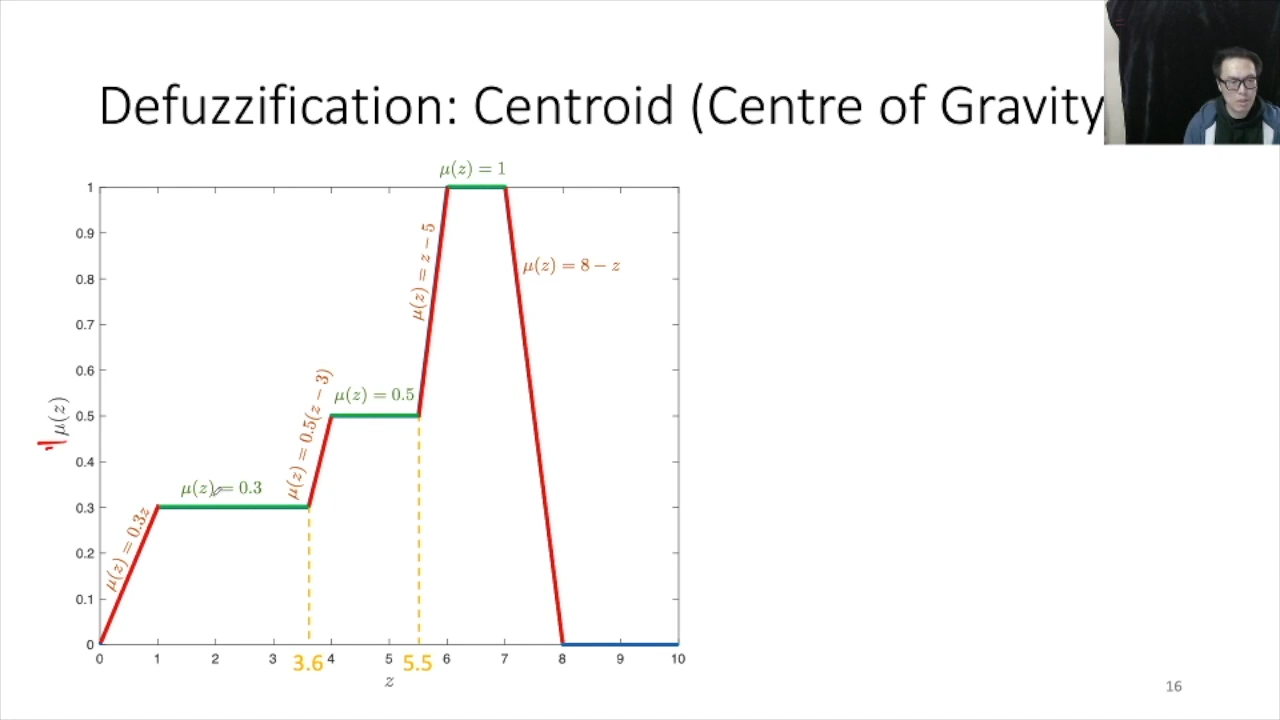 Defuzzification: Centroid (Centre of Gravity
μ(z) = 1
μ(z) = z − 5
μ(z) = 8 − z
μ(z) = 0.5(z − 3)
μ(z) = 0.5
μ(z) = 0.3
μ(z) = 0.3z
μ(z)
1
0.9
0.8
0.7
0.6
0.5
0.4
0.3
0.2
0.1
0
0 1 2 3 3.6 4 5 5.5 6 7 8 9 10
z
16